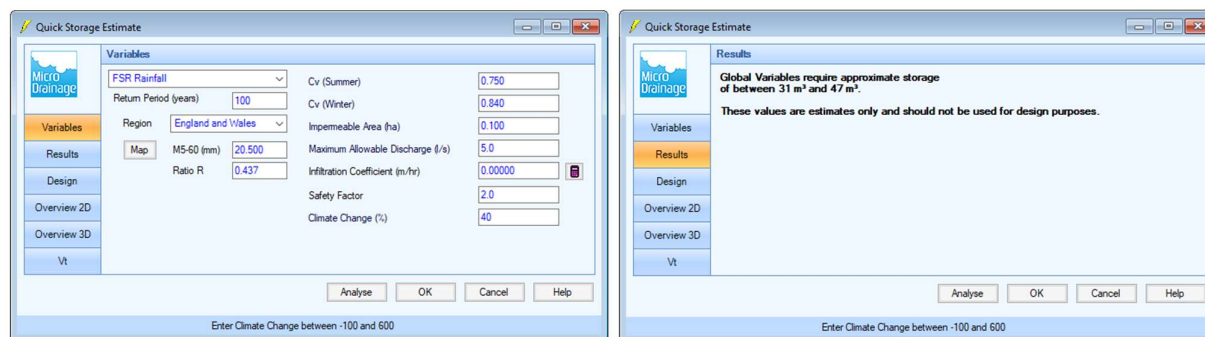 Quick Storage Estimate
Micro
Drainage
Variables
Results
Design
Overview 2D
Overview 3D
Vt
Variables
FSR Rainfall
Return Period (years) 100
Region England and Wales
Map M5-60 (mm) 20.500
Ratio R 0.437
Cv (Summer) 0.750
Cv (Winter) 0.840
Impermeable Area (ha) 0.100
Maximum Allowable Discharge (l/s) 5.0
Infiltration Coefficient (m/hr) 0.00000
Safety Factor 2.0
Climate Change (%) 40
Analyse OK Cancel Help
Enter Climate Change between -100 and 600
Quick Storage Estimate
Micro
Drainage
Variables
Results
Design
Overview 2D
Overview 3D
Vt
Results
Global Variables require approximate storage
of between 31 m³ and 47 m³.
These values are estimates only and should not be used for design purposes.
Analyse OK Cancel Help
Enter Climate Change between -100 and 600